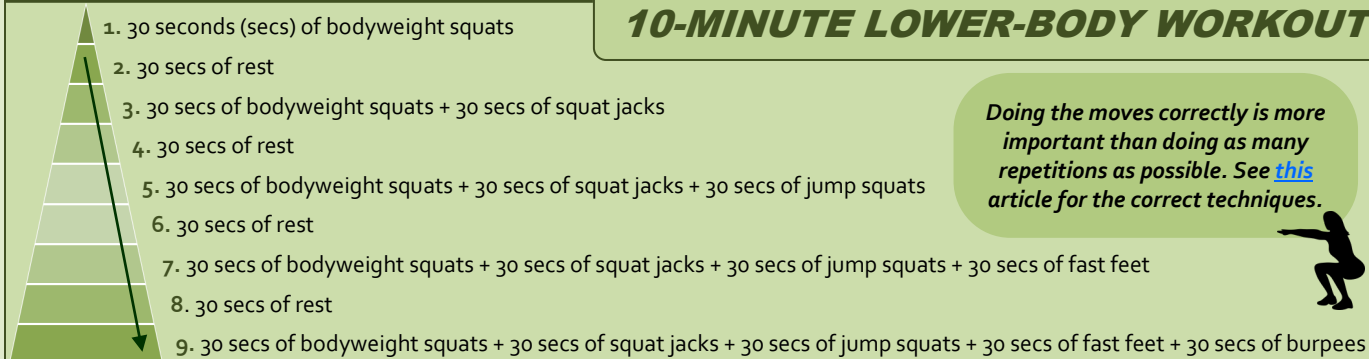 10-MINUTE LOWER-BODY WORKOUT
1. 30 seconds (secs) of bodyweight squats
2. 30 secs of rest
3. 30 secs of bodyweight squats + 30 secs of squat jacks
4. 30 secs of rest
5. 30 secs of bodyweight squats + 30 secs of squat jacks + 30 secs of jump squats
6. 30 secs of rest
7. 30 secs of bodyweight squats + 30 secs of squat jacks + 30 secs of jump squats + 30 secs of fast feet
8. 30 secs of rest
9. 30 secs of bodyweight squats + 30 secs of squat jacks + 30 secs of jump squats + 30 secs of fast feet + 30 secs of burpees
Doing the moves correctly is more
important than doing as many
repetitions as possible. See this
article for the correct techniques.